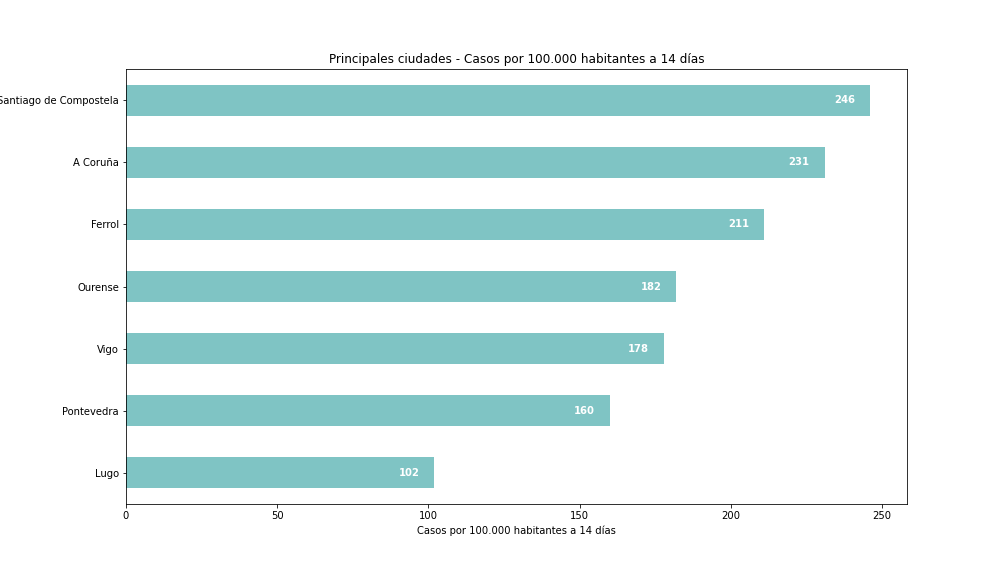 Principales ciudades - Casos por 100.000 habitantes a 14 días
Santiago de Compostela
246
A Coruña
231
Ferrol
211
Ourense
182
Vigo
178
Pontevedra
160
Lugo
102
0 50 100 150 200 250
Casos por 100.000 habitantes a 14 días